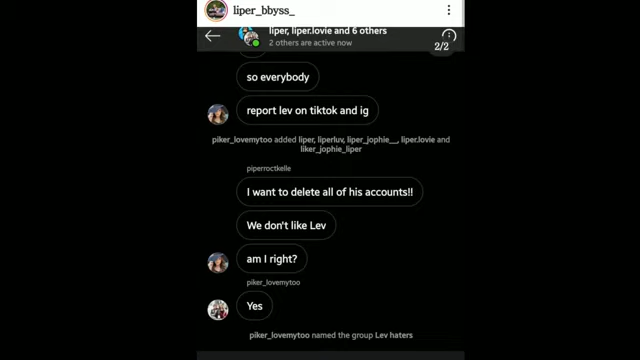 liper_bbyss_
liper, liper.lovie and 6 others
2 others are active now
2/2
so everybody
report lev on tiktok and ig
piker_lovemytoo added liper, liperluv, liper_jophie__, liper.lovie and
liker_jophie_liper
piperroctkelle
I want to delete all of his accounts!!
We don't like Lev
am I right?
piker_lovemytoo
Yes
piker_lovemytoo named the group Lev haters